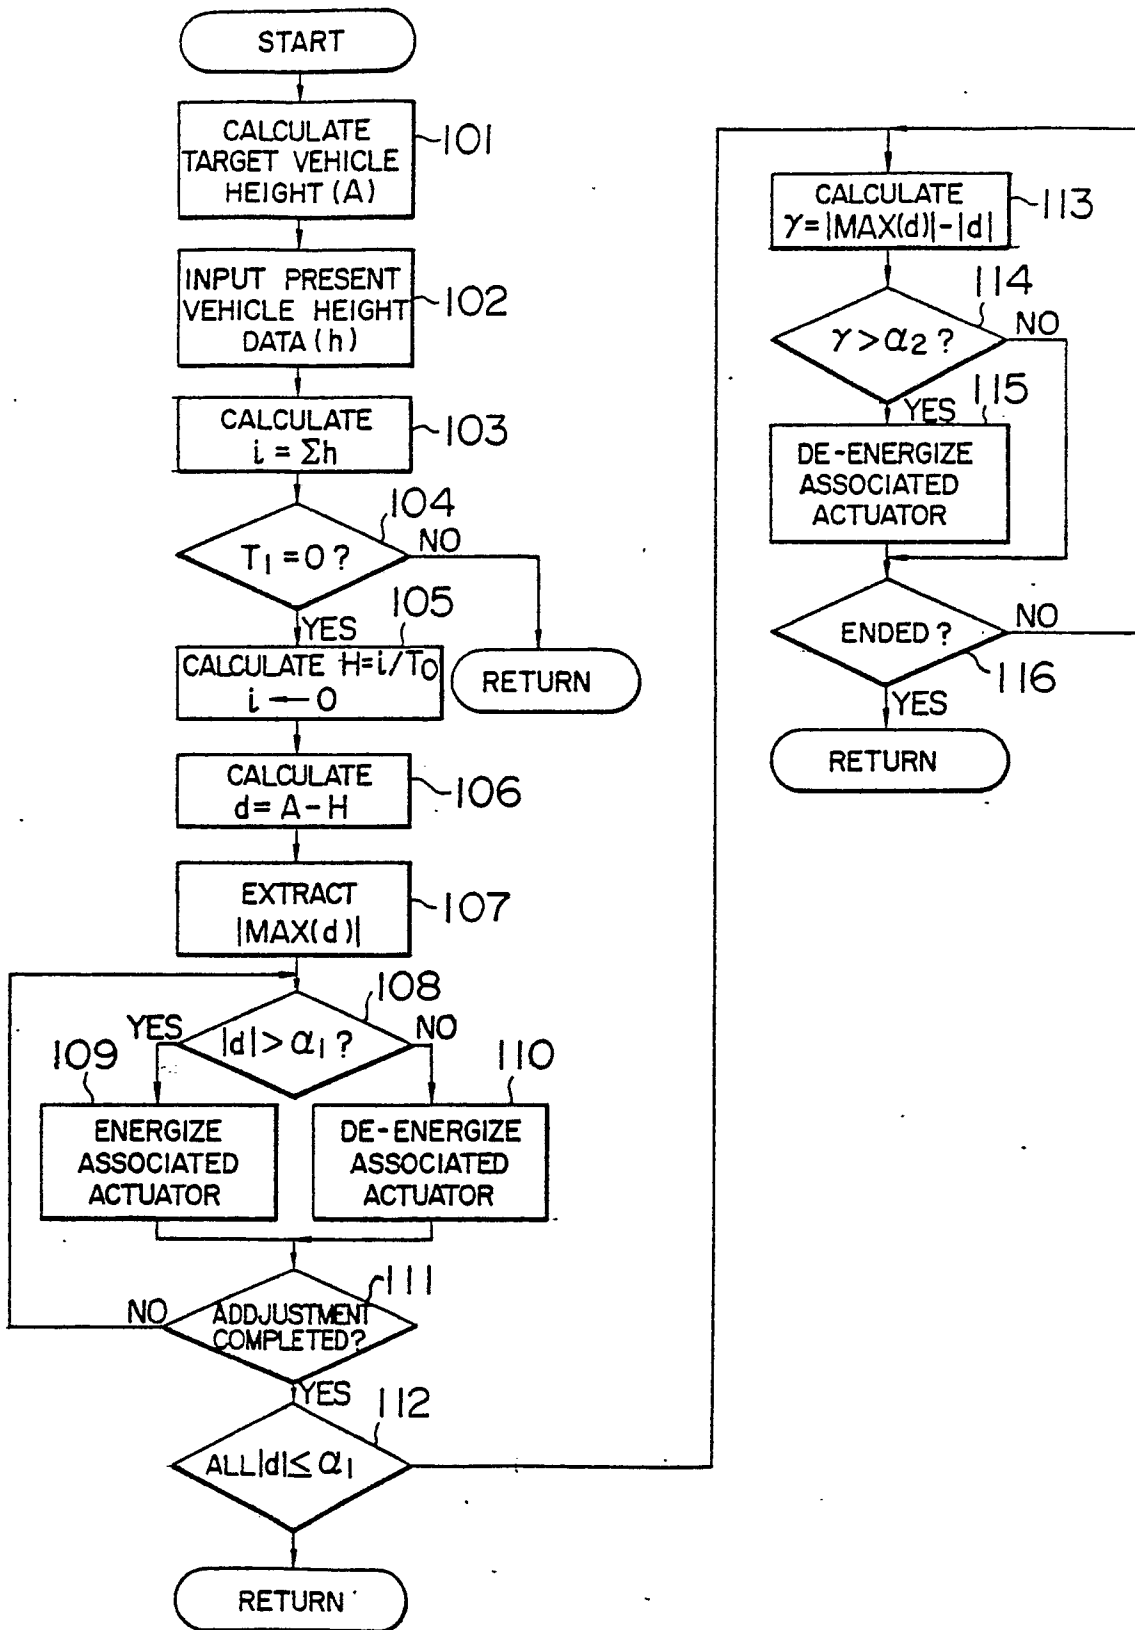 START
CALCULATE
TARGET VEHICLE
HEIGHT (A)
101
INPUT PRESENT
VEHICLE HEIGHT
DATA (h)
102
CALCULATE
i = Σh
103
104
T1 = 0 ?
NO
YES
105
CALCULATE H=i/T0
i ← 0
RETURN
CALCULATE
d = A - H
106
EXTRACT
|MAX(d)|
107
108
YES
|d| > α1 ?
NO
109
ENERGIZE
ASSOCIATED
ACTUATOR
110
DE-ENERGIZE
ASSOCIATED
ACTUATOR
111
NO
ADDJUSTMENT
COMPLETED?
YES
112
ALL|d| ≤ α1
RETURN
CALCULATE
γ=|MAX(d)|-|d|
113
114
γ > α2 ?
NO
YES
115
DE-ENERGIZE
ASSOCIATED
ACTUATOR
ENDED ?
NO
116
YES
RETURN